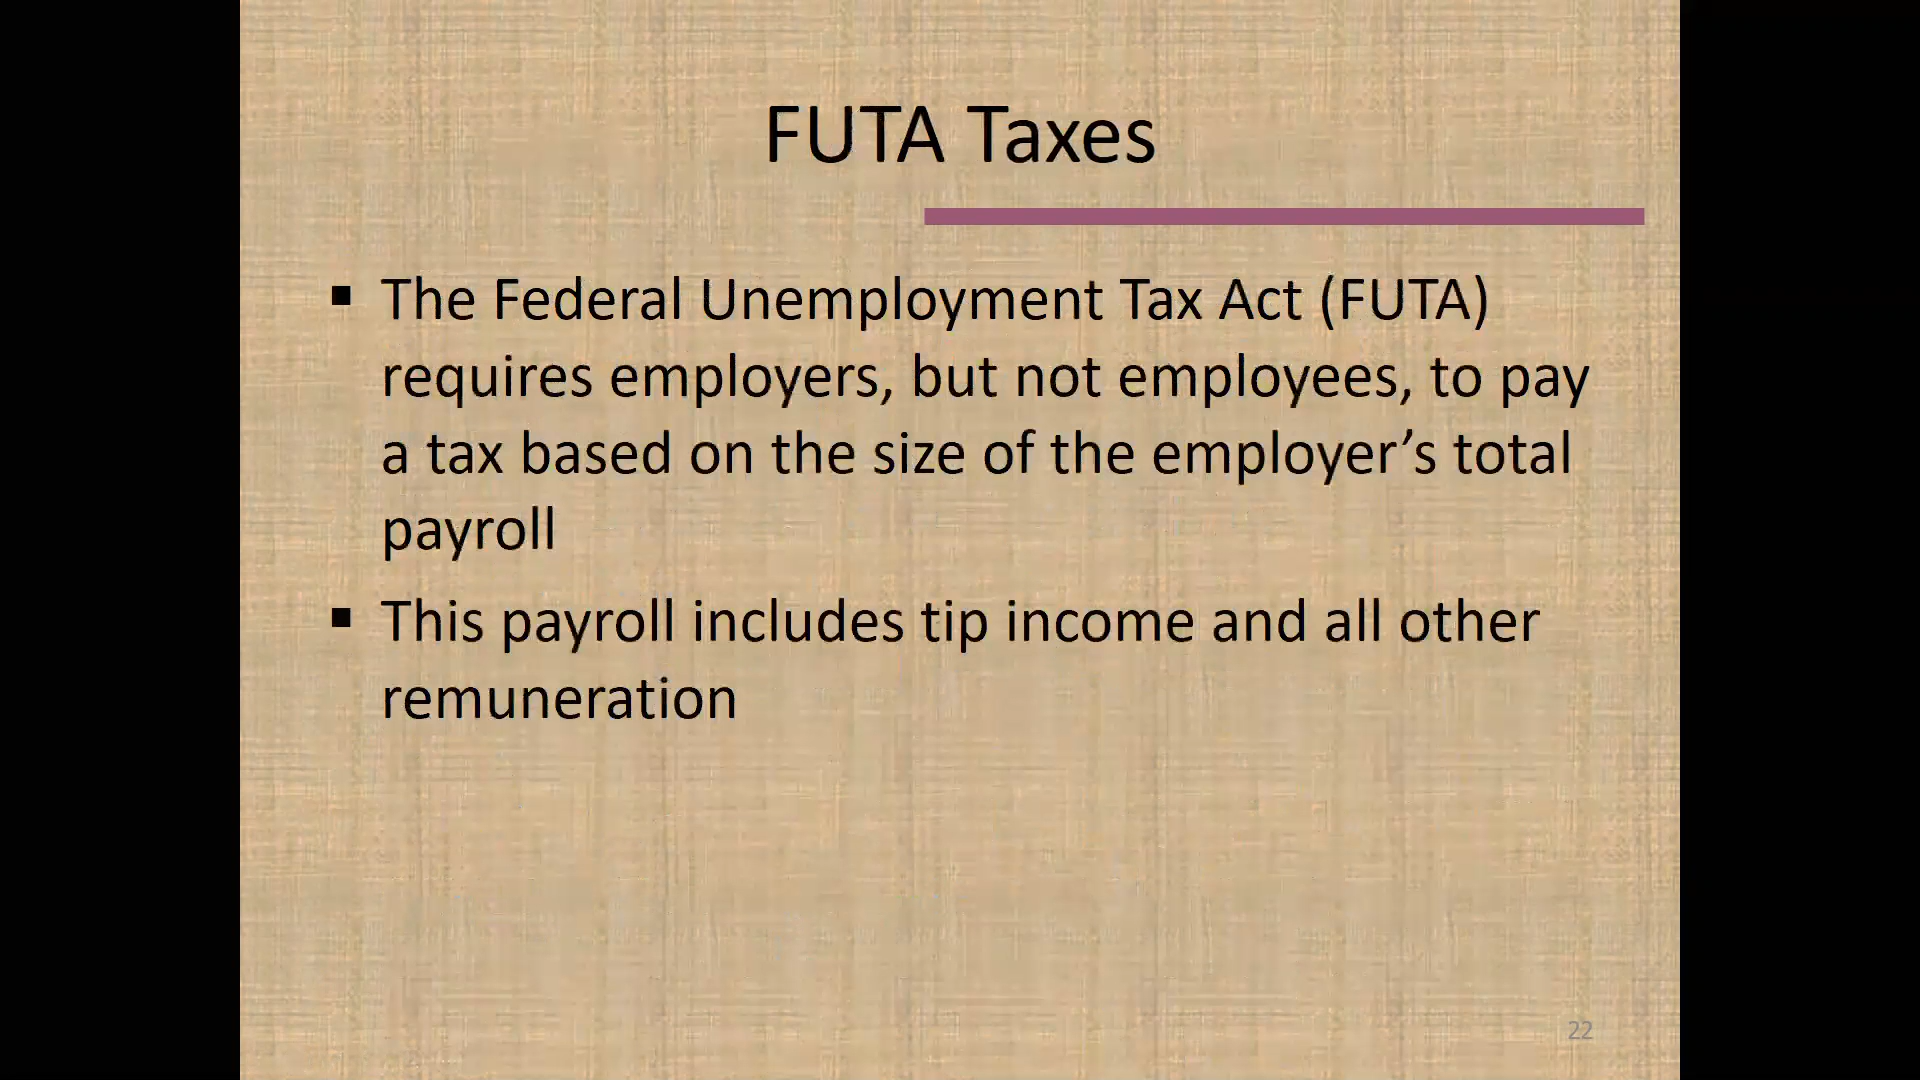 FUTA Taxes
▪ The Federal Unemployment Tax Act (FUTA)
requires employers, but not employees, to pay
a tax based on the size of the employer’s total
payroll
▪ This payroll includes tip income and all other
remuneration
22